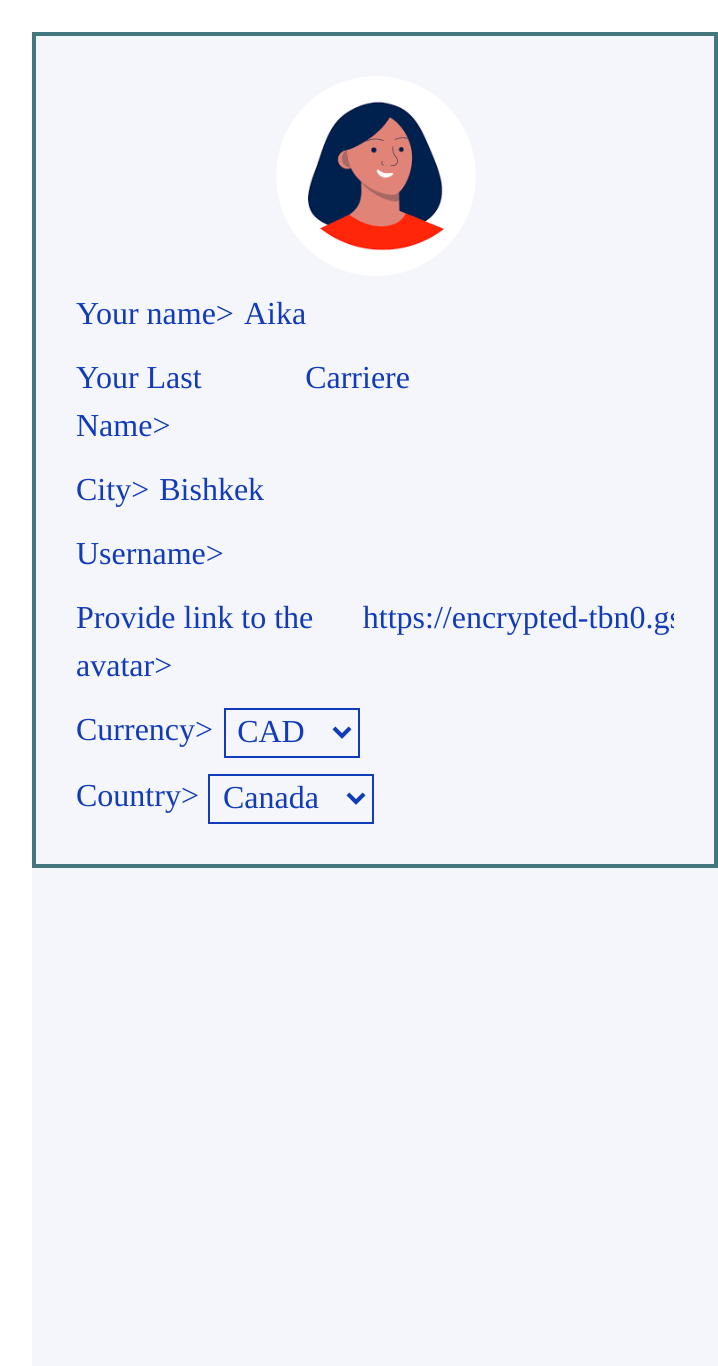 Your name> Aika
Your Last Carriere
Name>
City> Bishkek
Username>
Provide link to the https://encrypted-tbn0.gs
avatar>
Currency> CAD
Country> Canada